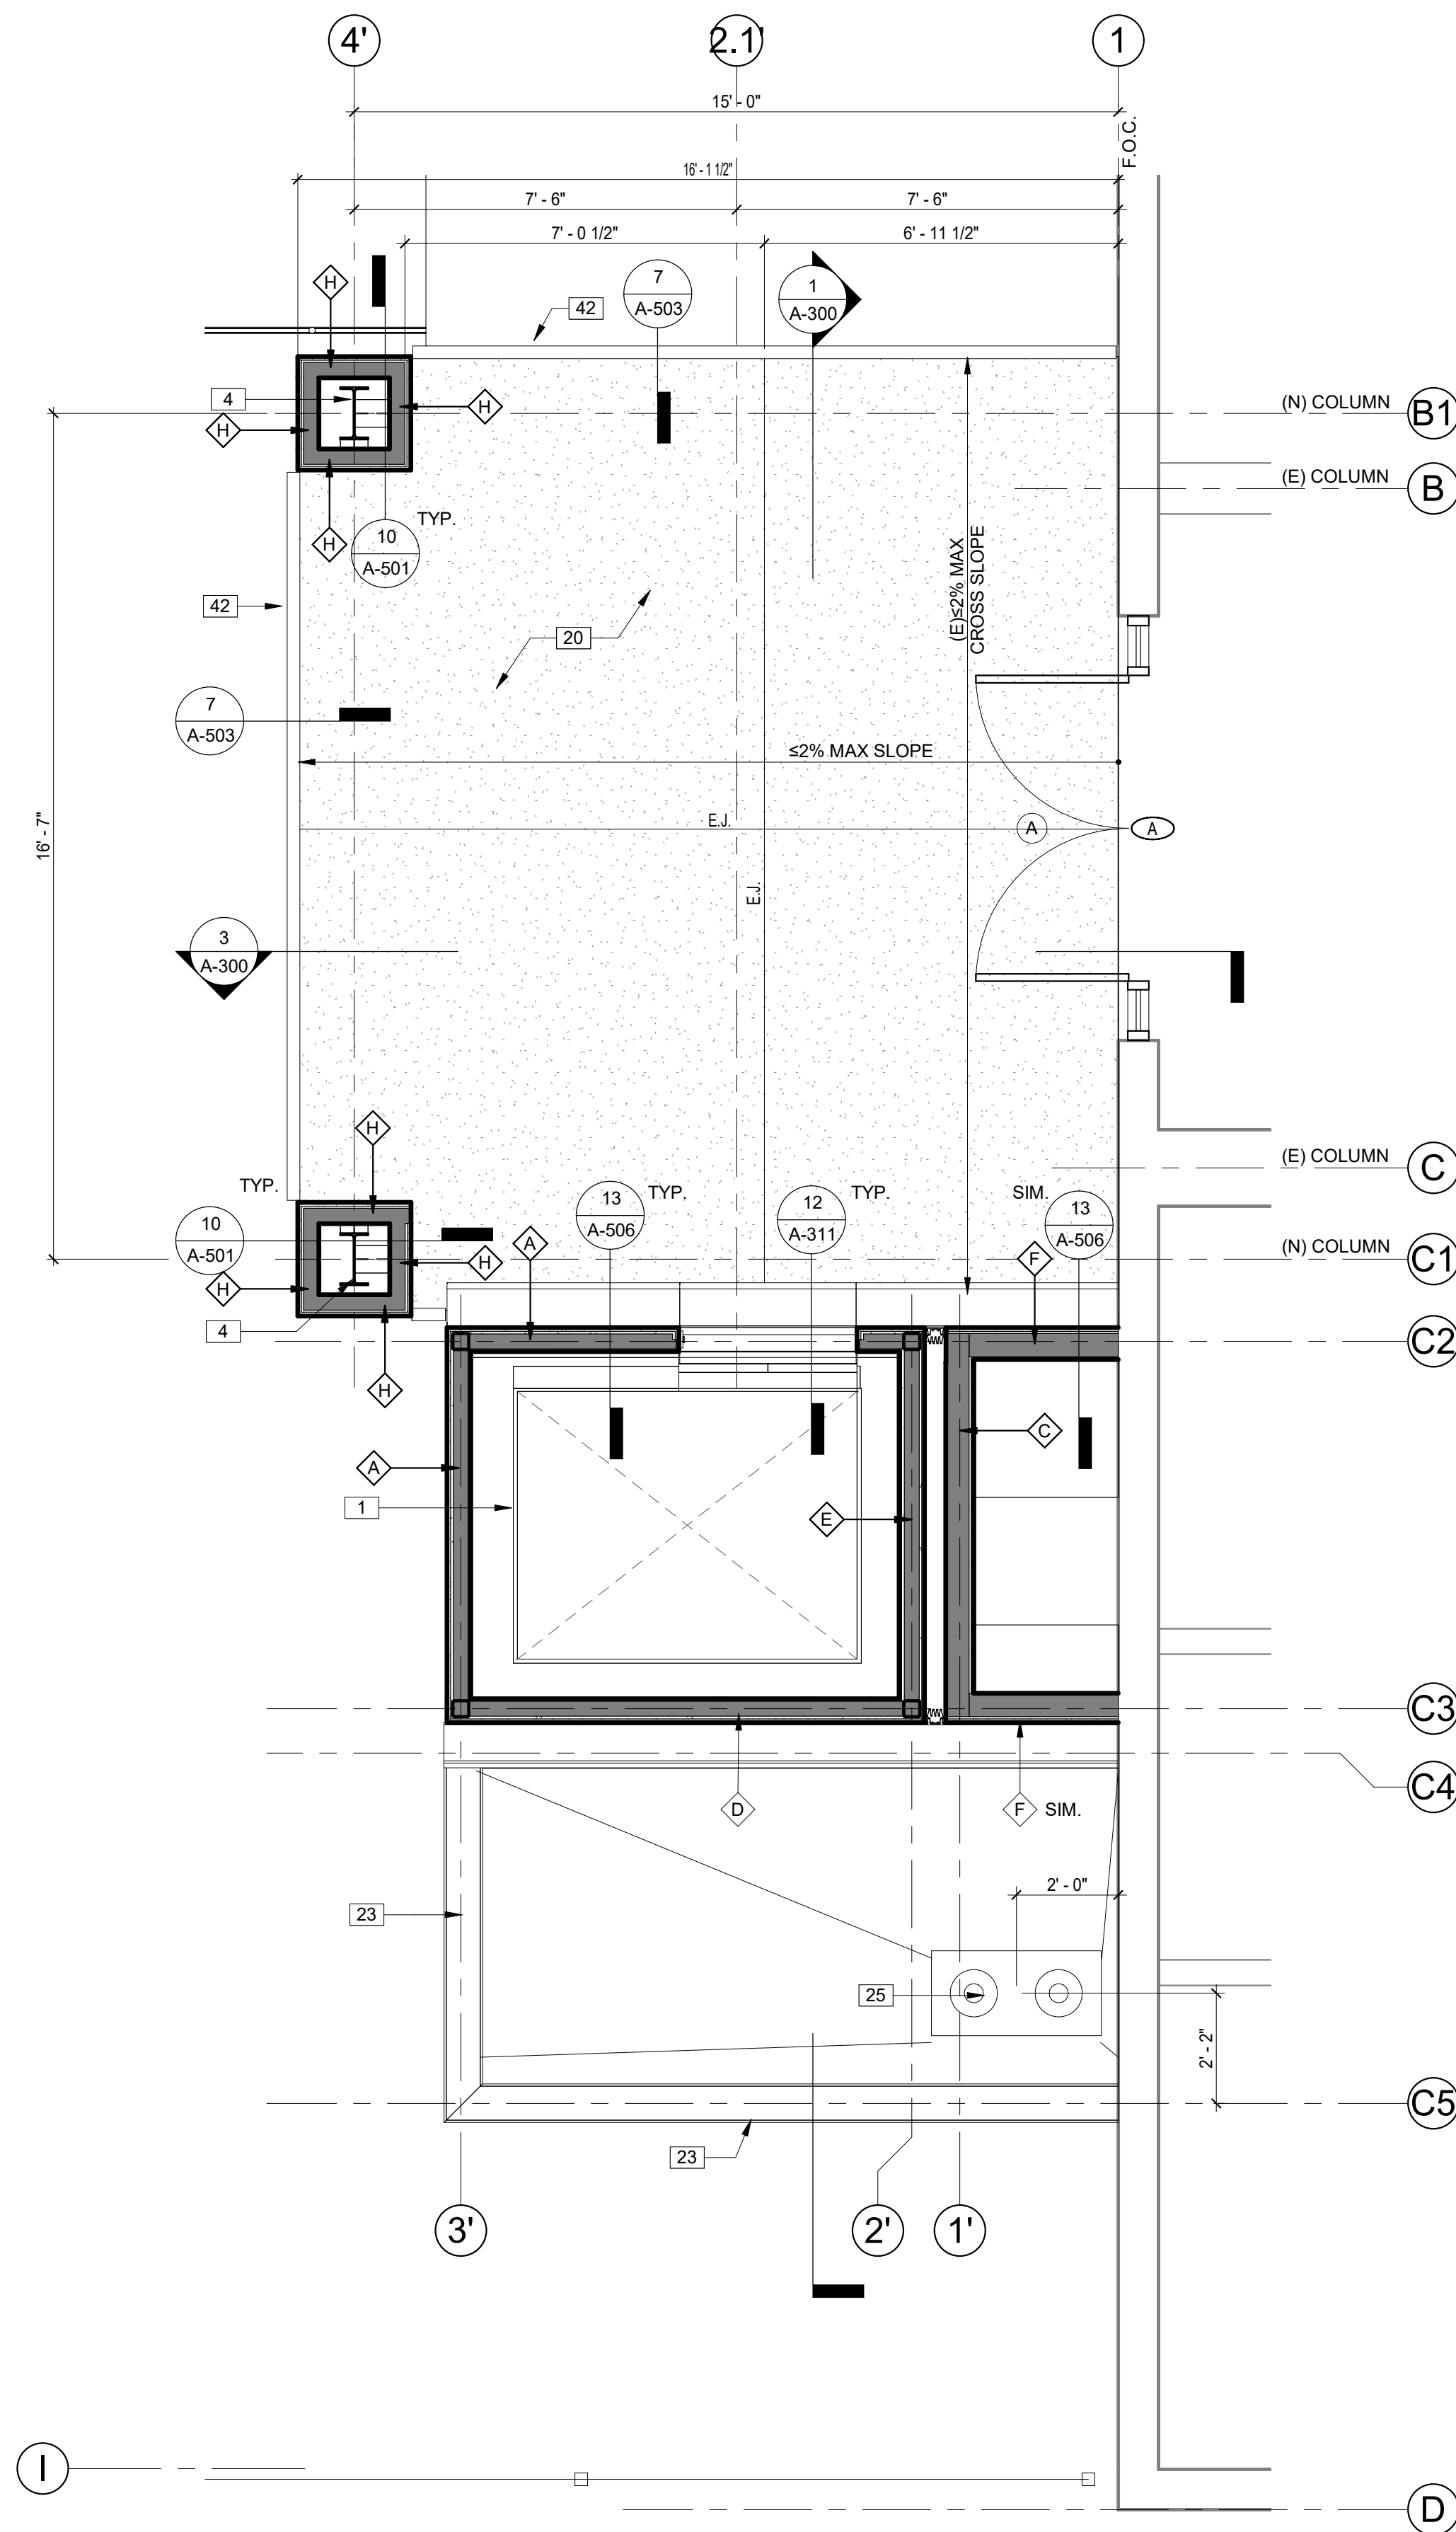 4'
2.1'
1
15' - 0"
F.O.C.
16' - 1 1/2"
7' - 6"
7' - 6"
7' - 0 1/2"
6' - 11 1/2"
H
7
A-503
42
1
A-300
4
H
H
(N) COLUMN
B1
(E) COLUMN
B
H
TYP.
10
A-501
(E)≤2% MAX
CROSS SLOPE
42
20
7
A-503
≤2% MAX SLOPE
16' - 7"
E.J.
A
A
E.J.
3
A-300
H
(E) COLUMN
C
TYP.
13
A-506
TYP.
12
A-311
TYP.
SIM.
13
A-506
10
A-501
A
H
F
(N) COLUMN
C1
H
4
C2
H
C
A
1
E
C3
C4
D
F
SIM.
2' - 0"
23
25
2' - 2"
C5
23
3'
2'
1'
I
D